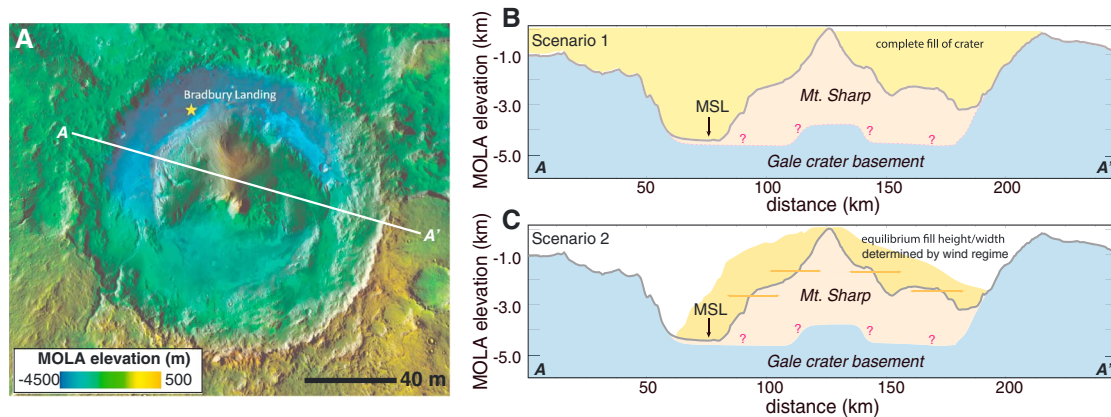 A
Bradbury Landing
A
A'
MOLA elevation (m)
-4500
500
40 m
B
MOLA elevation (km)
-1.0
-3.0
-5.0
Scenario 1
complete fill of crater
MSL
Mt. Sharp
? ? ? ?
Gale crater basement
A
A'
50 100 150 200
distance (km)
C
MOLA elevation (km)
-1.0
-3.0
-5.0
Scenario 2
equilibrium fill height/width
determined by wind regime
MSL
Mt. Sharp
? ? ? ?
Gale crater basement
A
A'
50 100 150 200
distance (km)